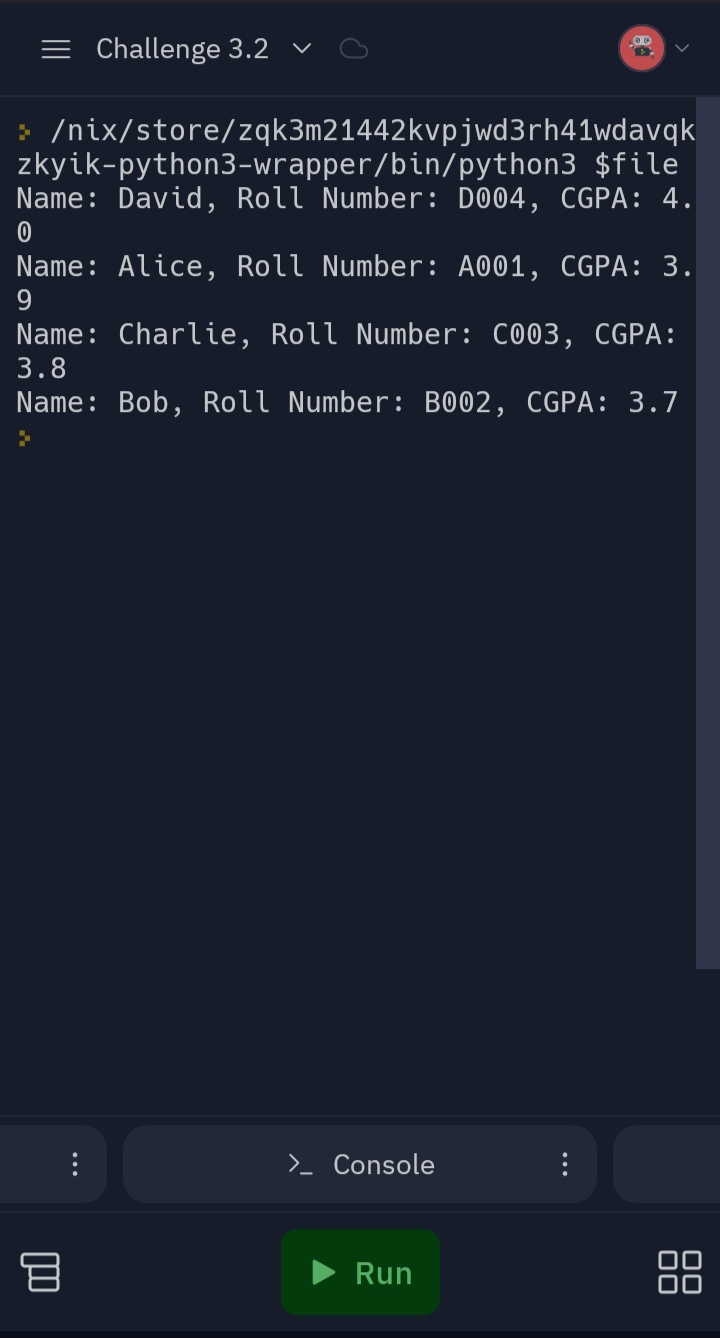 Challenge 3.2
/nix/store/zqk3m21442kvpjwd3rh41wdavqk
zkyik-python3-wrapper/bin/python3 $file
Name: David, Roll Number: D004, CGPA: 4.
0
Name: Alice, Roll Number: A001, CGPA: 3.
9
Name: Charlie, Roll Number: C003, CGPA:
3.8
Name: Bob, Roll Number: B002, CGPA: 3.7
Console
Run